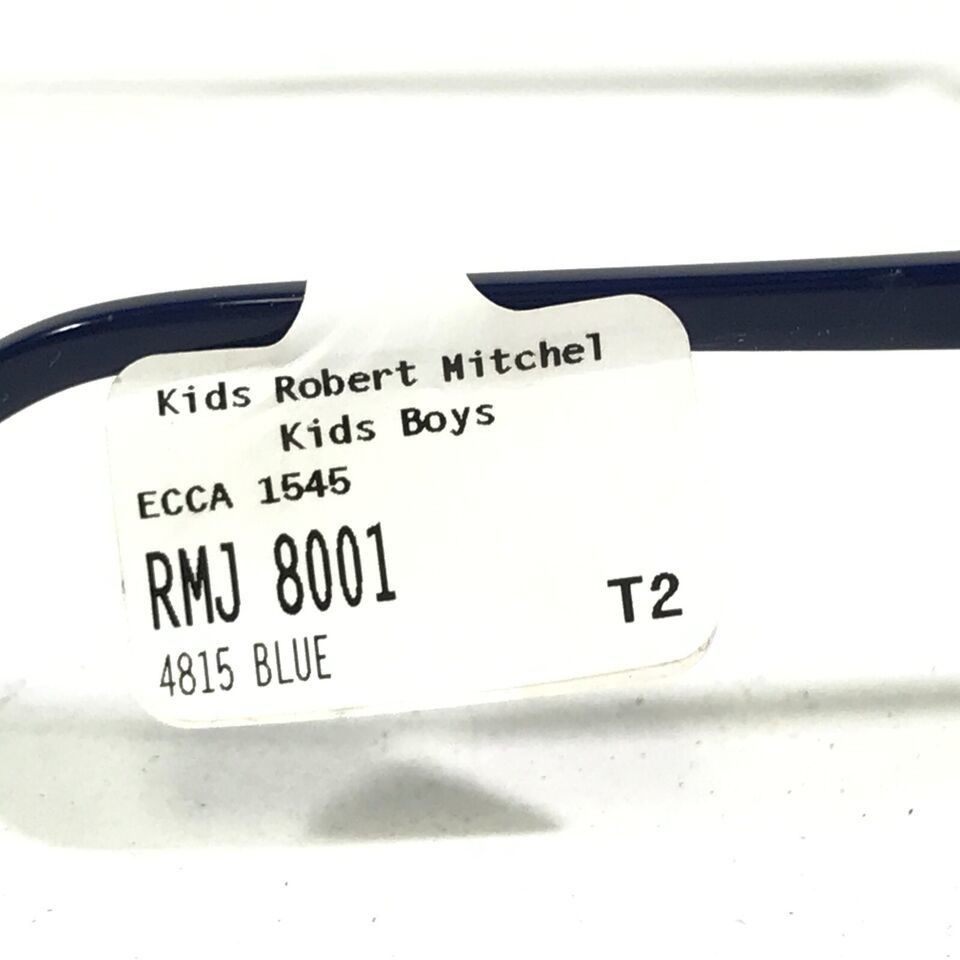 Kids Robert Mitchel
Kids Boys
ECCA 1545
RMJ 8001
T2
4815 BLUE